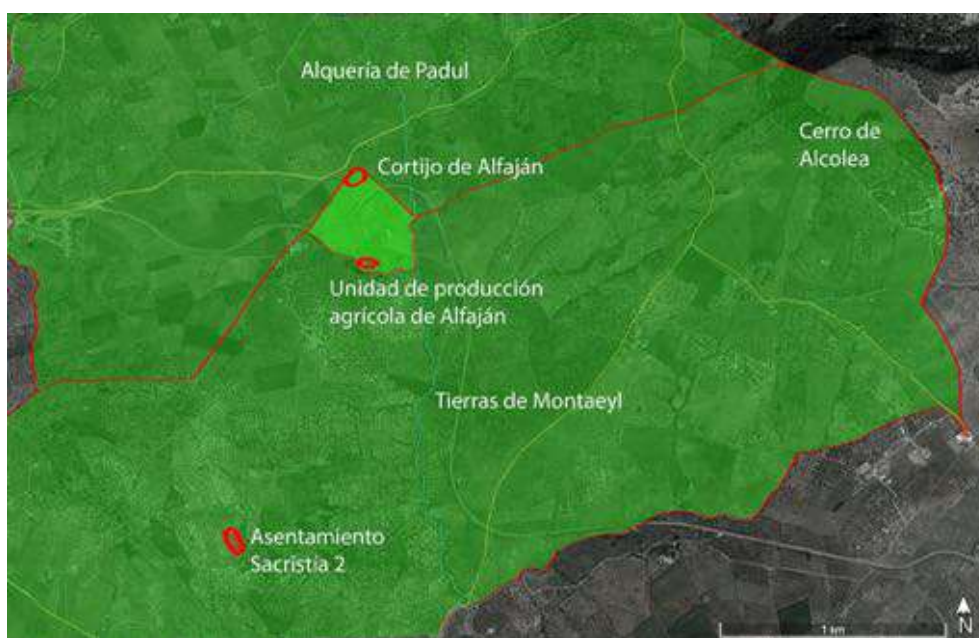 Alquería de Padul
Cerro de
Alcolea
Cortijo de Alfaján
Unidad de producción
agrícola de Alfaján
Tierras de Montaeyl
Asentamiento
Sacristía 2
1 km
N